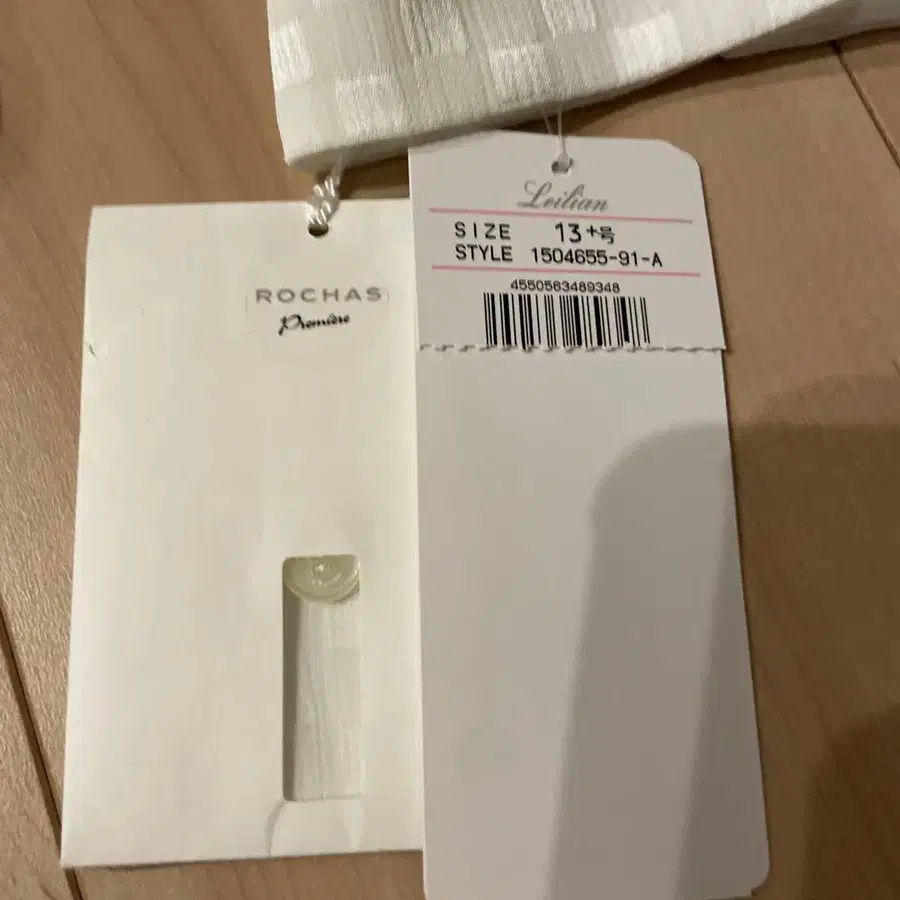 ROCHAS
Première
Leilian
SIZE 13+号
STYLE 1504655-91-A
4550563489348